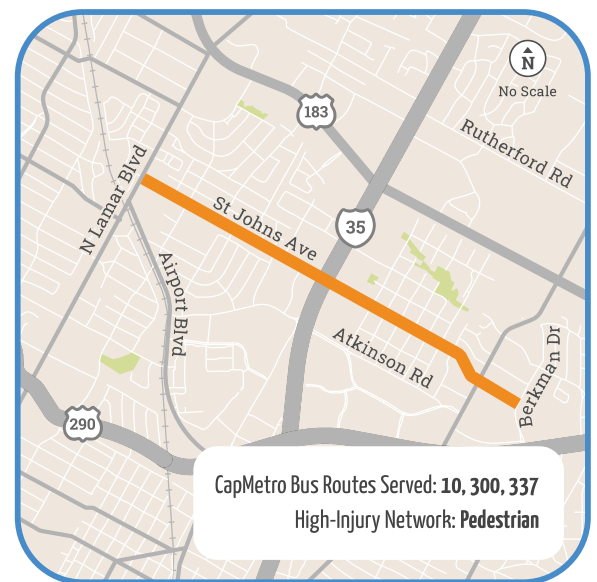 N
No Scale
183
Rutherford Rd
N Lamar Blvd
St Johns Ave
35
Airport Blvd
Atkinson Rd
Berkman Dr
290
CapMetro Bus Routes Served: 10, 300, 337
High-Injury Network: Pedestrian